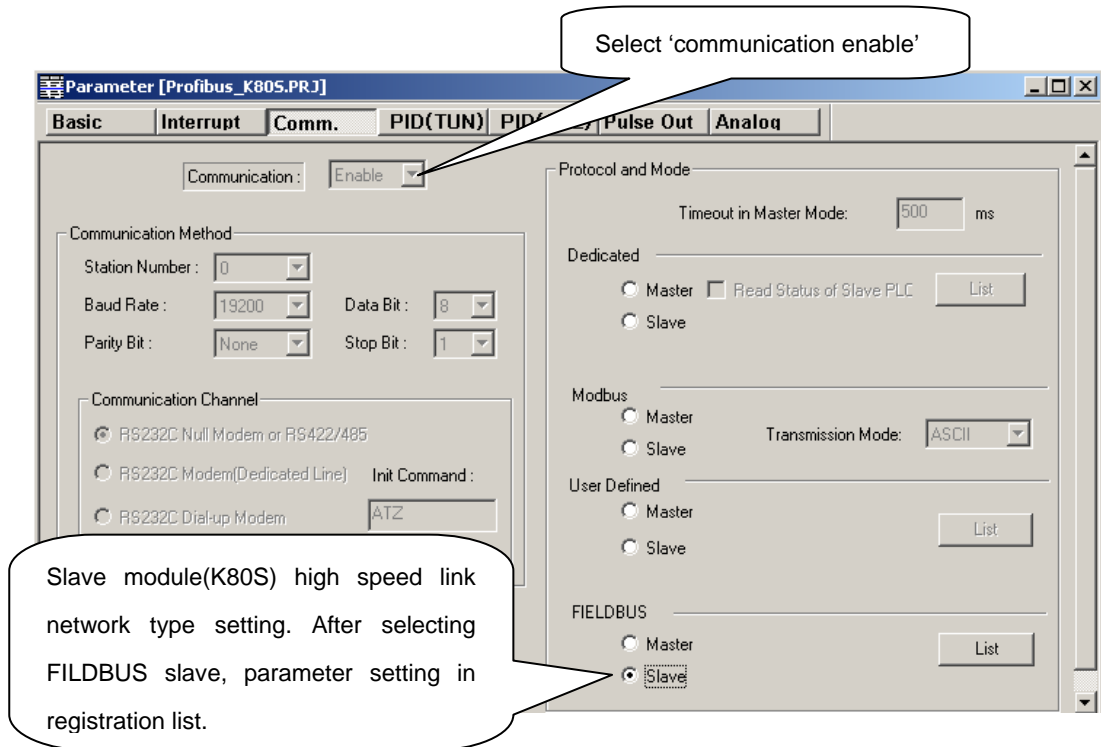 Select ‘communication enable’
Parameter [Profibus_K80S.PRJ]
Basic Interrupt Comm. PID(TUN) Pulse Out Analog
Communication : Enable
Communication Method
Station Number : 0
Baud Rate : 19200 Data Bit : 8
Parity Bit : None Stop Bit : 1
Communication Channel
RS232C Null Modem or RS422/485
RS232C Modem(Dedicated Line) Init Command :
RS232C Dial-up Modem ATZ
Protocol and Mode
Timeout in Master Mode: 500 ms
Dedicated
Master Read Status of Slave PLC List
Slave
Modbus
Master
Slave Transmission Mode: ASCII
User Defined
Master
Slave List
FIELDBUS
Master List
Slave
Slave module(K80S) high speed link
network type setting. After selecting
FILDBUS slave, parameter setting in
registration list.